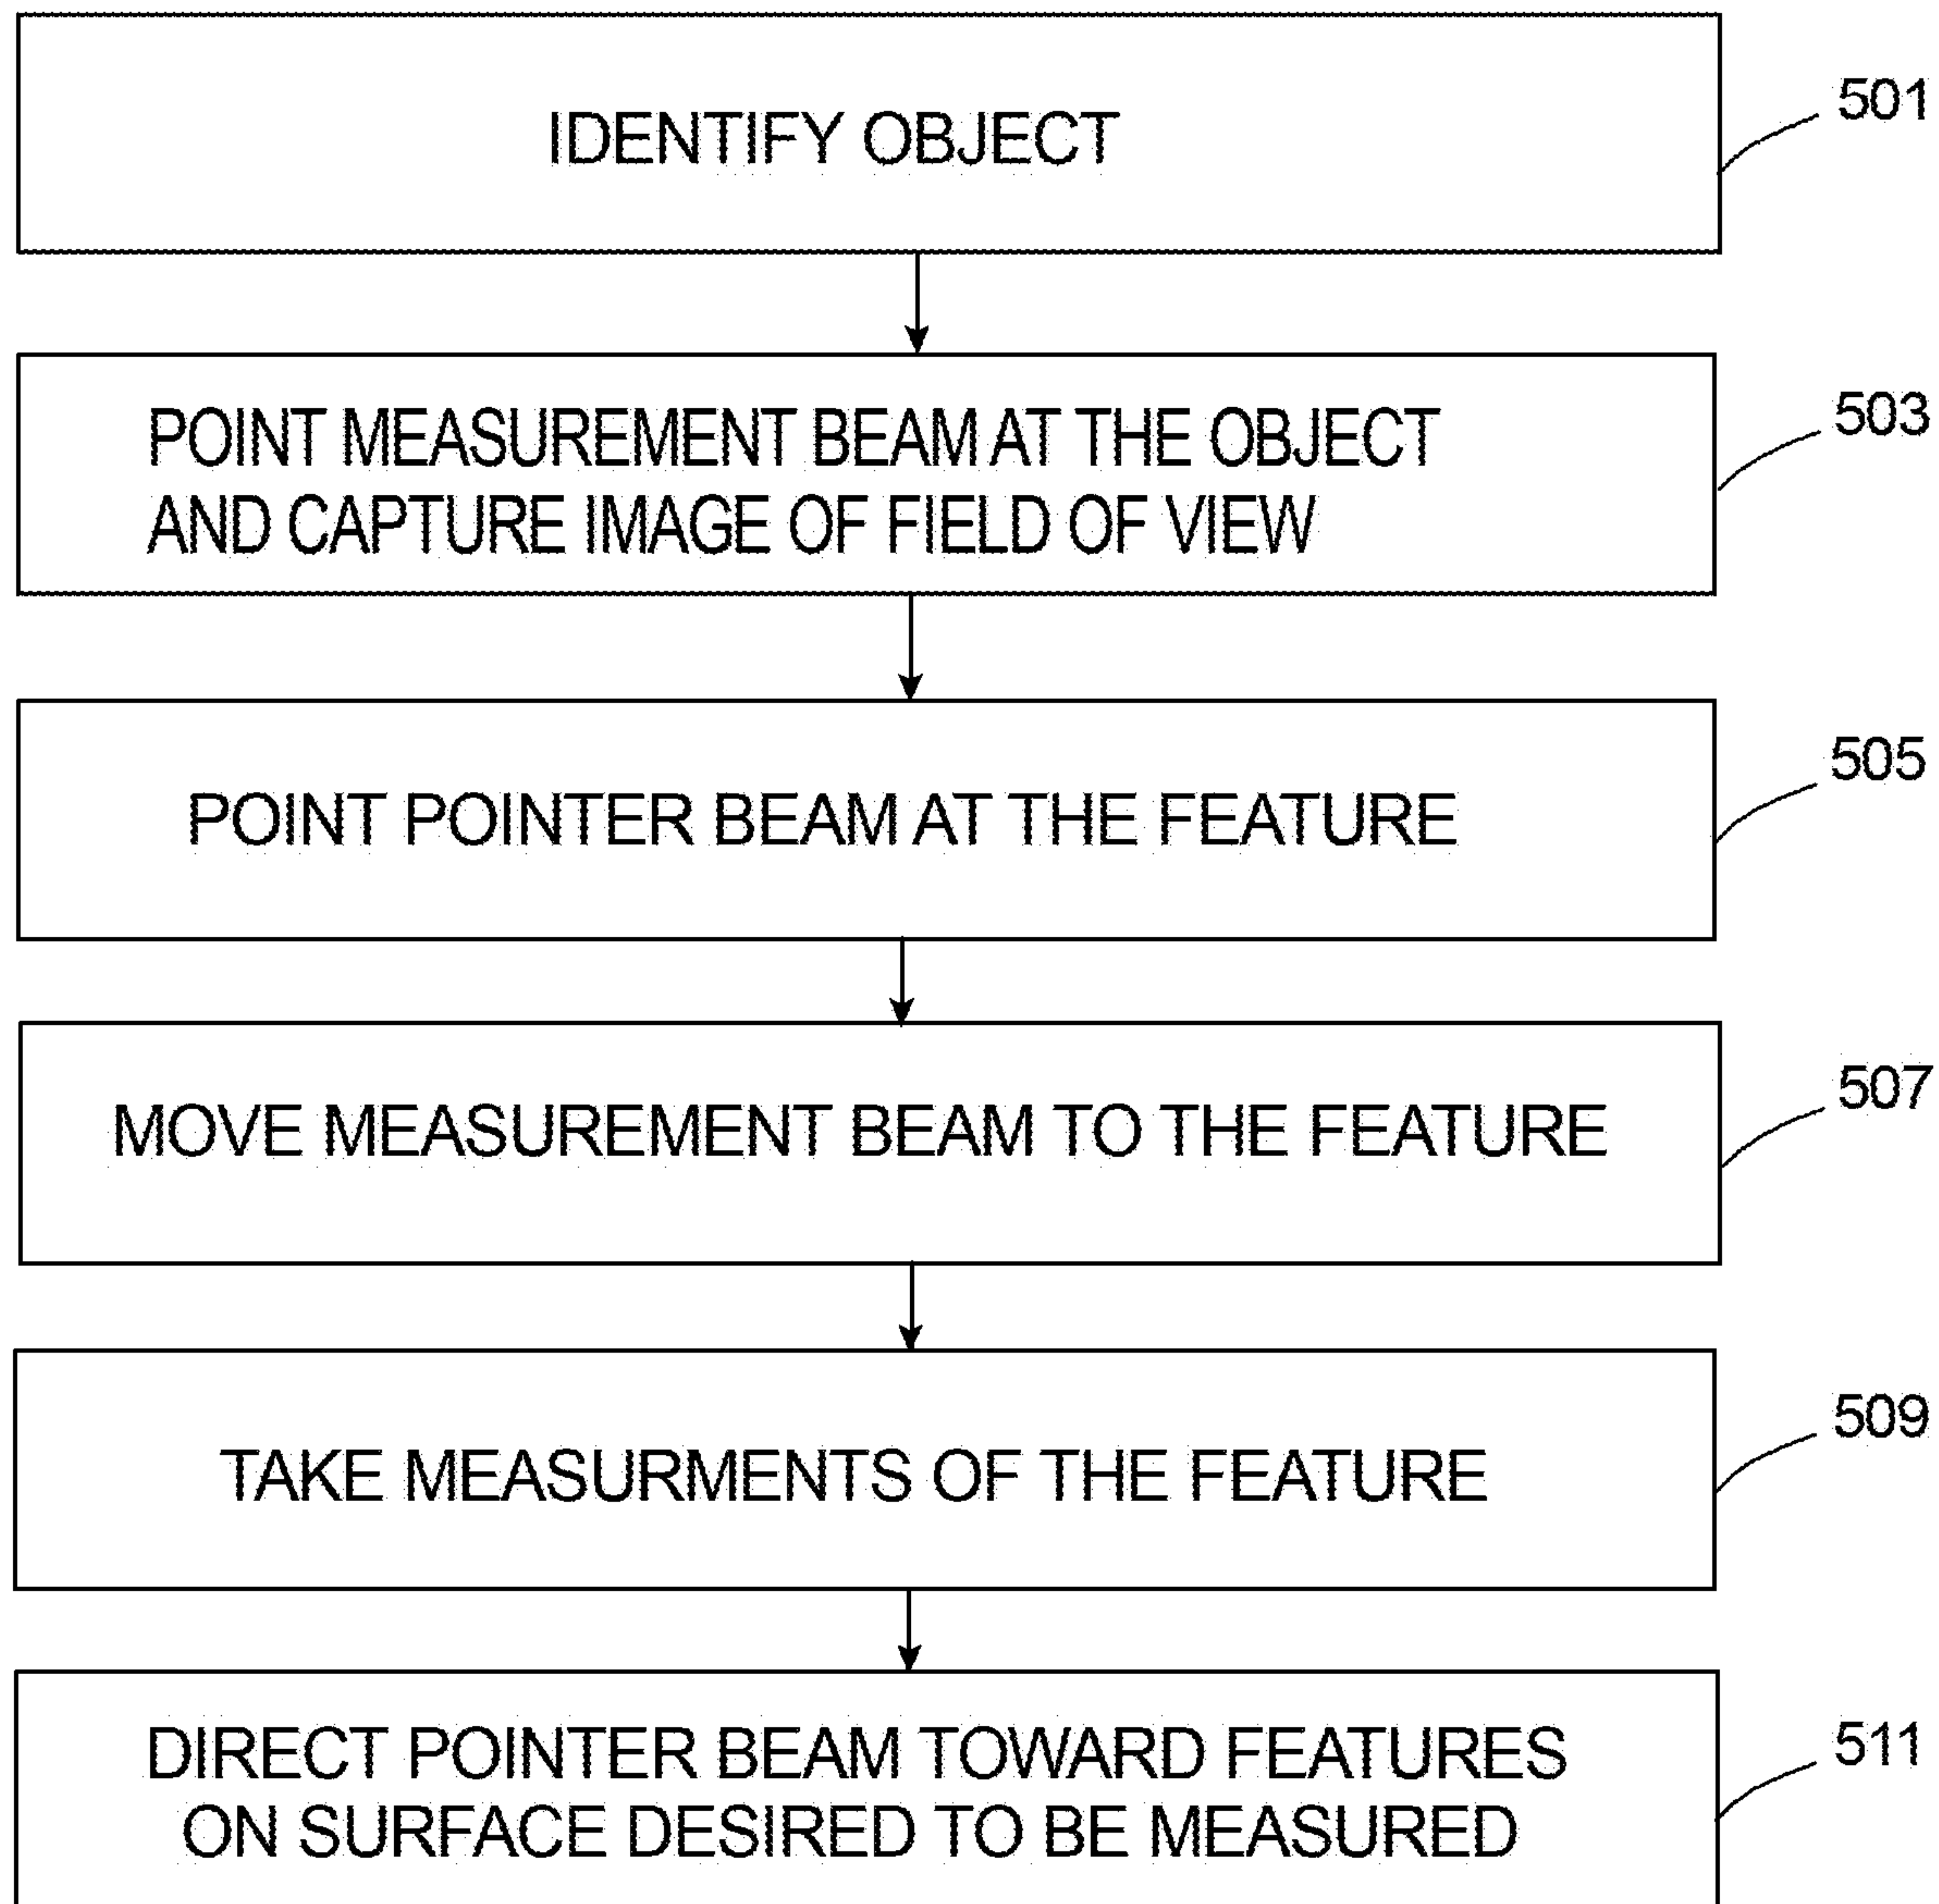 IDENTIFY OBJECT
501
POINT MEASUREMENT BEAM AT THE OBJECT
AND CAPTURE IMAGE OF FIELD OF VIEW
503
POINT POINTER BEAM AT THE FEATURE
505
MOVE MEASUREMENT BEAM TO THE FEATURE
507
TAKE MEASURMENTS OF THE FEATURE
509
DIRECT POINTER BEAM TOWARD FEATURES
ON SURFACE DESIRED TO BE MEASURED
511